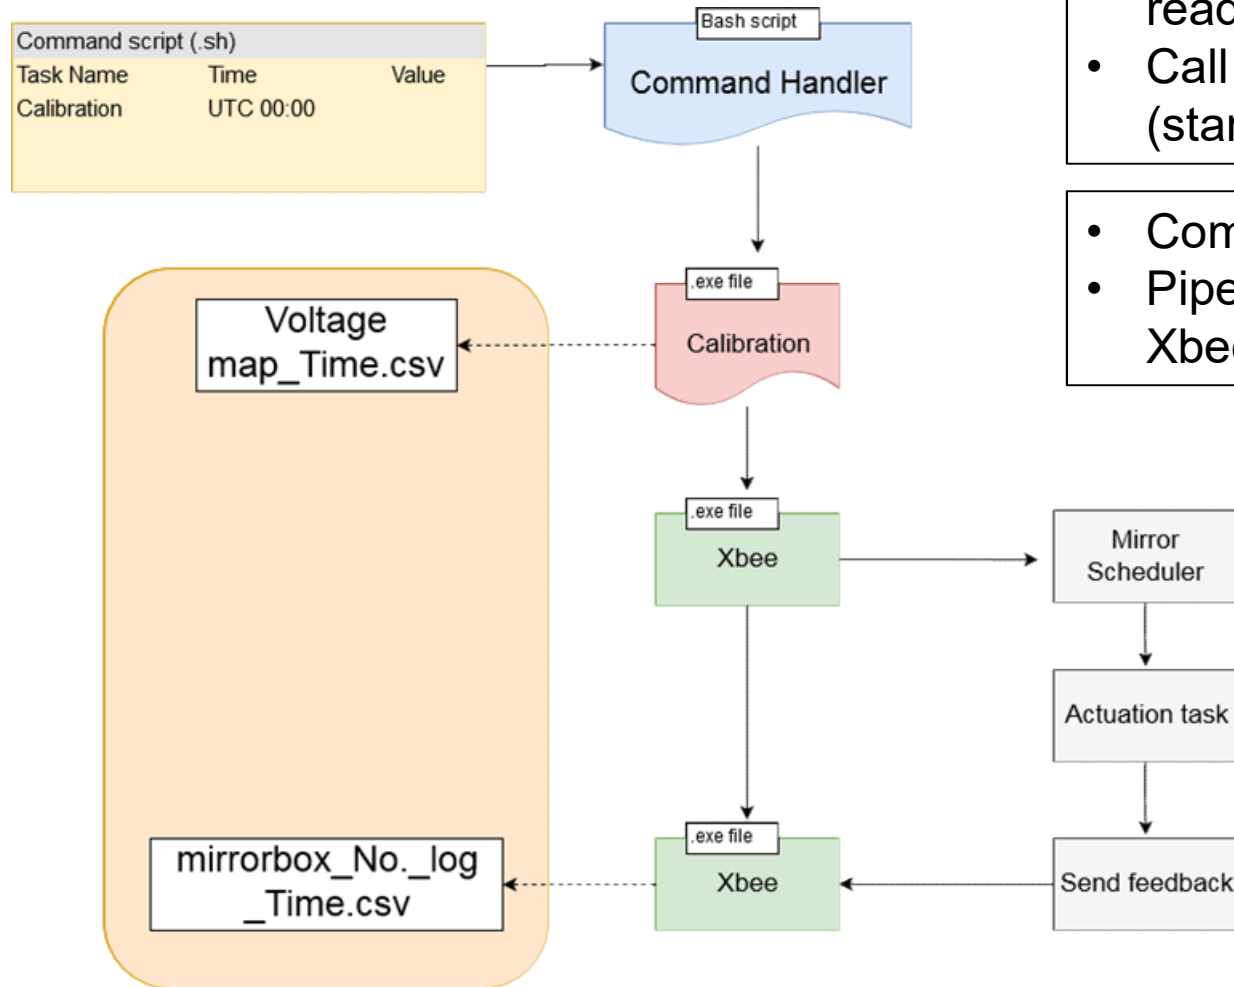 Command script (.sh)
Task Name Time Value
Calibration UTC 00:00
Bash script
Command Handler
• Call
• Pipe
.exe file
Calibration
Voltage
map_Time.csv
.exe file
Xbee
Mirror
Scheduler
Actuation task
.exe file
Xbee
Send feedback
mirrorbox_No._log
_Time.csv